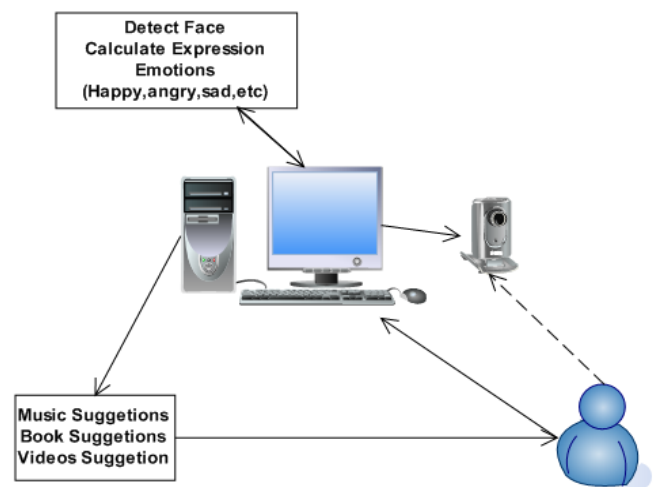 Detect Face
Calculate Expression
Emotions
(Happy,angry,sad,etc)
Music Suggetions
Book Suggetions
Videos Suggetion